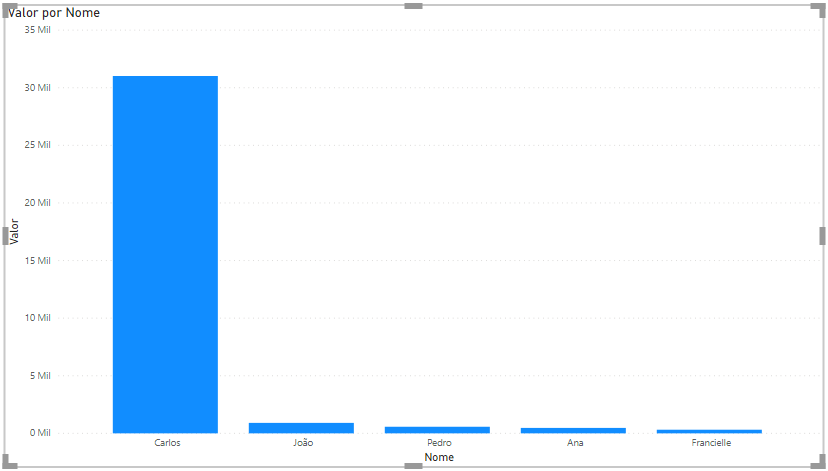 Valor por Nome
35 Mil
30 Mil
25 Mil
20 Mil
15 Mil
10 Mil
5 Mil
0 Mil
Valor
Carlos João Pedro Ana Francielle
Nome